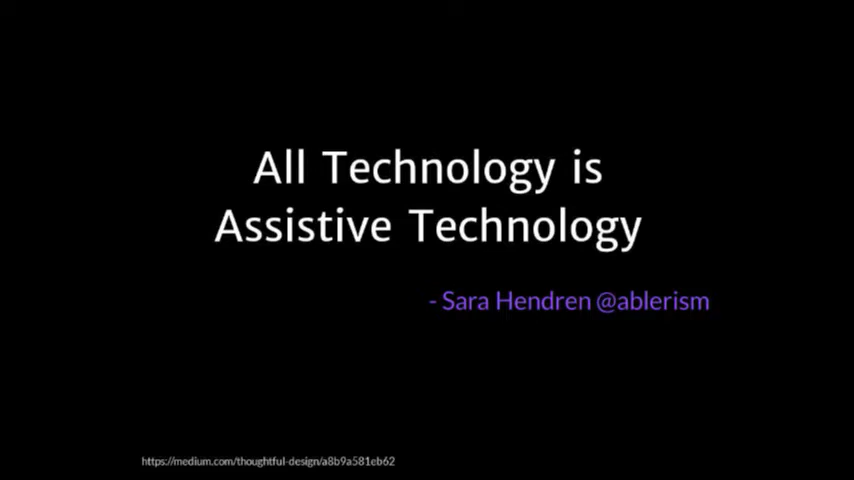 All Technology is
Assistive Technology
- Sara Hendren @ablerism
https://medium.com/thoughtful-design/a8b9a581eb62